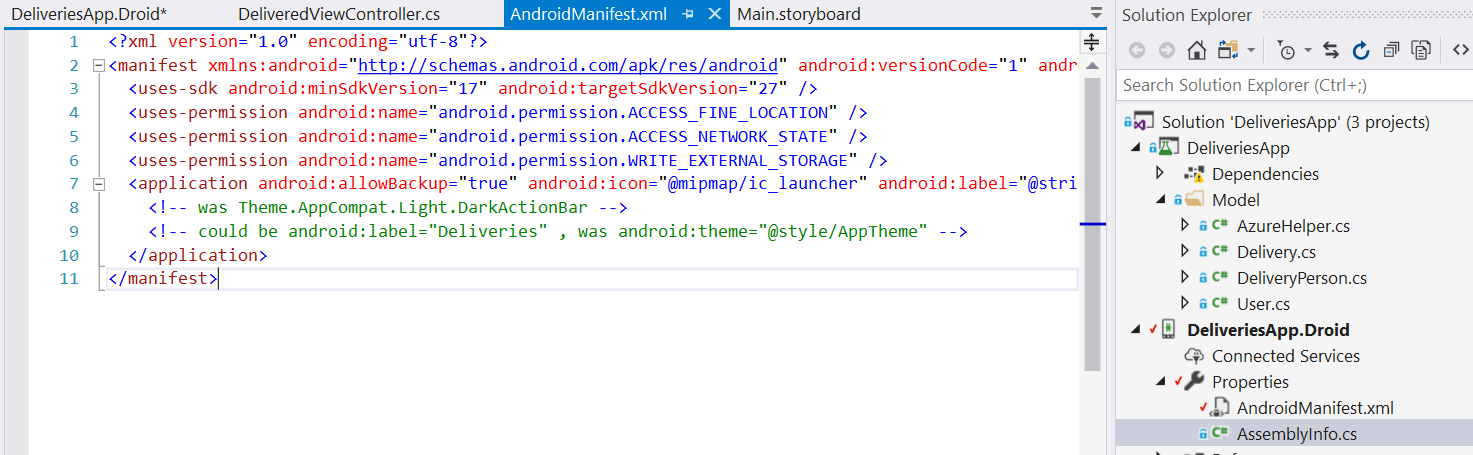 DeliveriesApp.Droid* DeliveredViewController.cs AndroidManifest.xml Main.storyboard
1 <?xml version="1.0" encoding="utf-8"?>
2 <manifest xmlns:android="http://schemas.android.com/apk/res/android" android:versionCode="1" andr
3 <uses-sdk android:minSdkVersion="17" android:targetSdkVersion="27" />
4 <uses-permission android:name="android.permission.ACCESS_FINE_LOCATION" />
5 <uses-permission android:name="android.permission.ACCESS_NETWORK_STATE" />
6 <uses-permission android:name="android.permission.WRITE_EXTERNAL_STORAGE" />
7 <application android:allowBackup="true" android:icon="@mipmap/ic_launcher" android:label="@stri
8 <!-- was Theme.AppCompat.Light.DarkActionBar -->
9 <!-- could be android:label="Deliveries" , was android:theme="@style/AppTheme" -->
10 </application>
11 </manifest>
Solution Explorer
Search Solution Explorer (Ctrl+;)
Solution 'DeliveriesApp' (3 projects)
DeliveriesApp
Dependencies
Model
C# AzureHelper.cs
C# Delivery.cs
C# DeliveryPerson.cs
C# User.cs
DeliveriesApp.Droid
Connected Services
Properties
AndroidManifest.xml
C# AssemblyInfo.cs